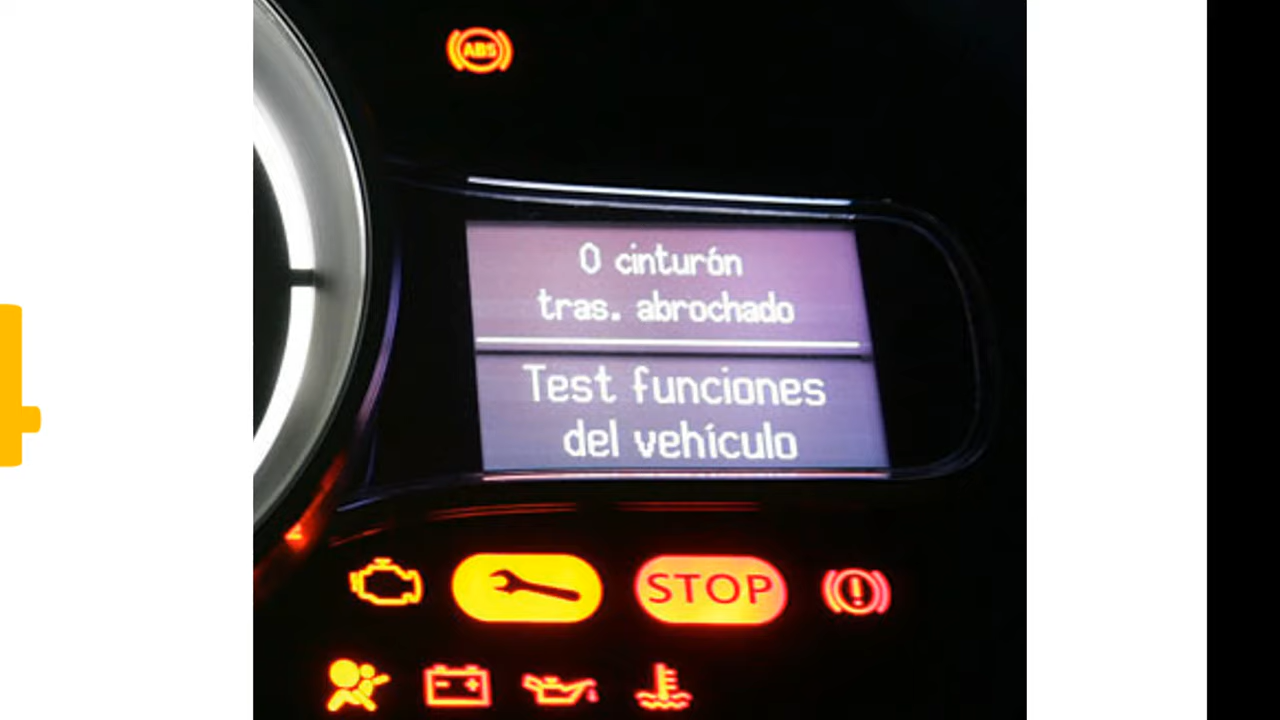 ABS
0 cinturón
tras. abrochado
Test funciones
del vehículo
STOP